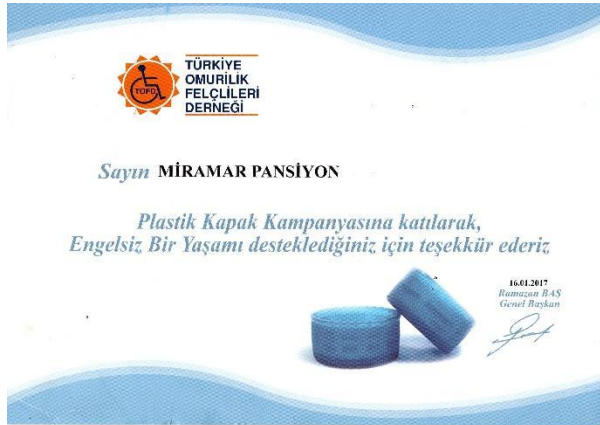 TOFD
TÜRKİYE
OMURİLİK
FELÇLİLERİ
DERNEĞİ
Sayın MİRAMAR PANSİYON
Plastik Kapak Kampanyasına katılarak,
Engelsiz Bir Yaşamı desteklediğiniz için teşekkür ederiz
16.01.2017
Ramazan BAŞ
Genel Başkan